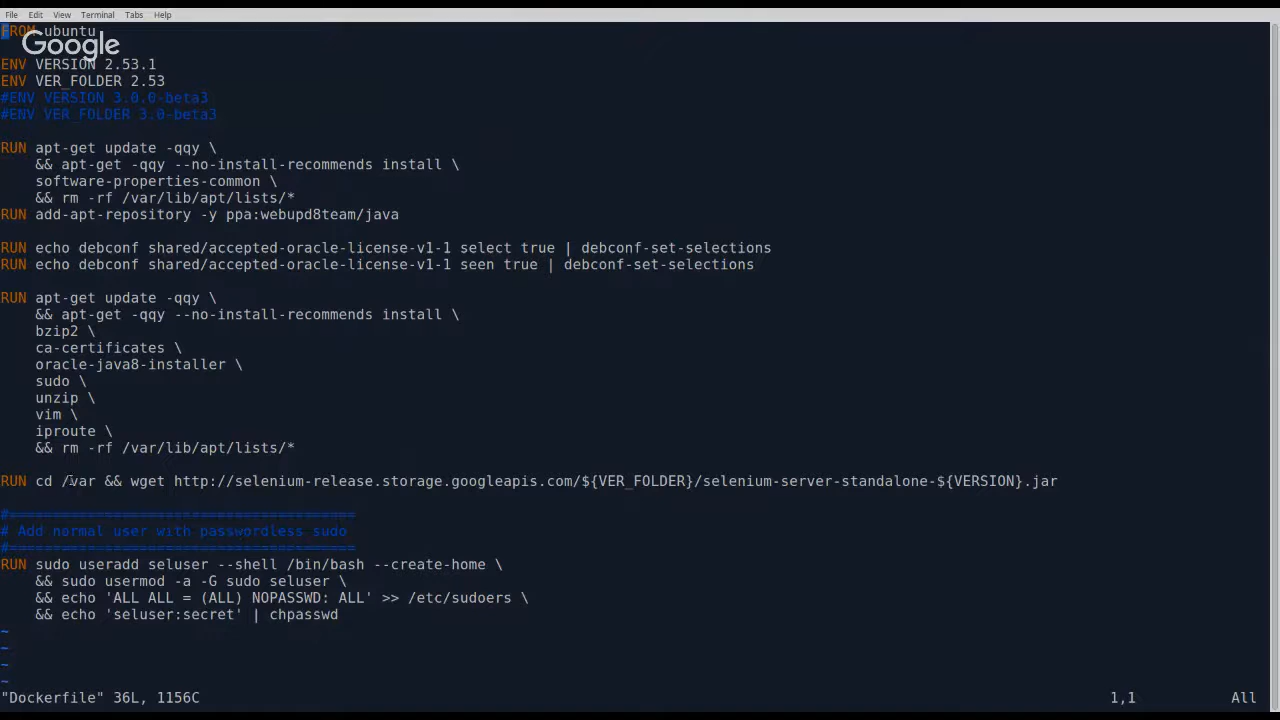 File Edit View Terminal Tabs Help
FROM ubuntu
Google
ENV VERSION 2.53.1
ENV VER_FOLDER 2.53
#ENV VERSION 3.0.0-beta3
#ENV VER_FOLDER 3.0-beta3
RUN apt-get update -qqy \
&& apt-get -qqy --no-install-recommends install \
software-properties-common \
&& rm -rf /var/lib/apt/lists/*
RUN add-apt-repository -y ppa:webupd8team/java
RUN echo debconf shared/accepted-oracle-license-v1-1 select true | debconf-set-selections
RUN echo debconf shared/accepted-oracle-license-v1-1 seen true | debconf-set-selections
RUN apt-get update -qqy \
&& apt-get -qqy --no-install-recommends install \
bzip2 \
ca-certificates \
oracle-java8-installer \
sudo \
unzip \
vim \
iproute \
&& rm -rf /var/lib/apt/lists/*
RUN cd /var && wget http://selenium-release.storage.googleapis.com/${VER_FOLDER}/selenium-server-standalone-${VERSION}.jar
#========================================
# Add normal user with passwordless sudo
#========================================
RUN sudo useradd seluser --shell /bin/bash --create-home \
&& sudo usermod -a -G sudo seluser \
&& echo 'ALL ALL = (ALL) NOPASSWD: ALL' >> /etc/sudoers \
&& echo 'seluser:secret' | chpasswd
~
~
~
~
"Dockerfile" 36L, 1156C 1,1 All